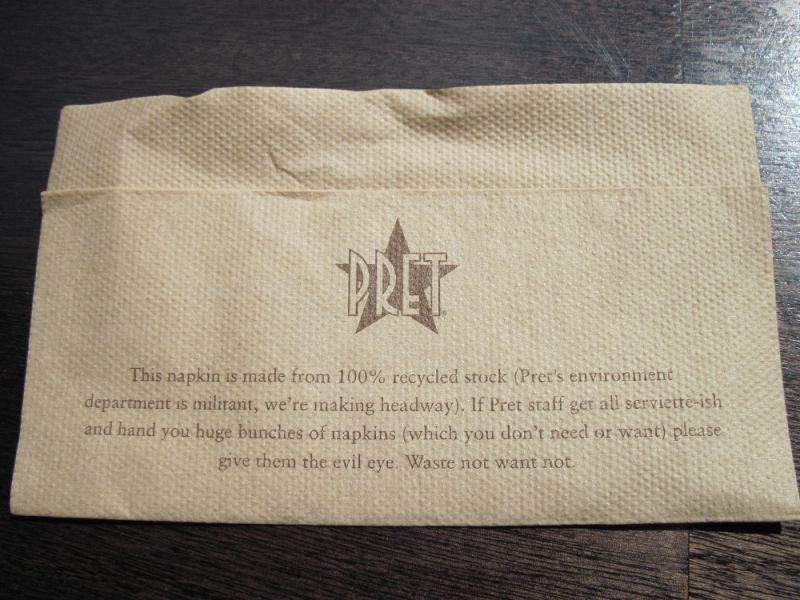 PRET
This napkin is made from 100% recycled stock (Pret's environment
department is militant, we're making headway). If Pret staff get all serviette-ish
and hand you huge bunches of napkins (which you don't need or want) please
give them the evil eye. Waste not want not.